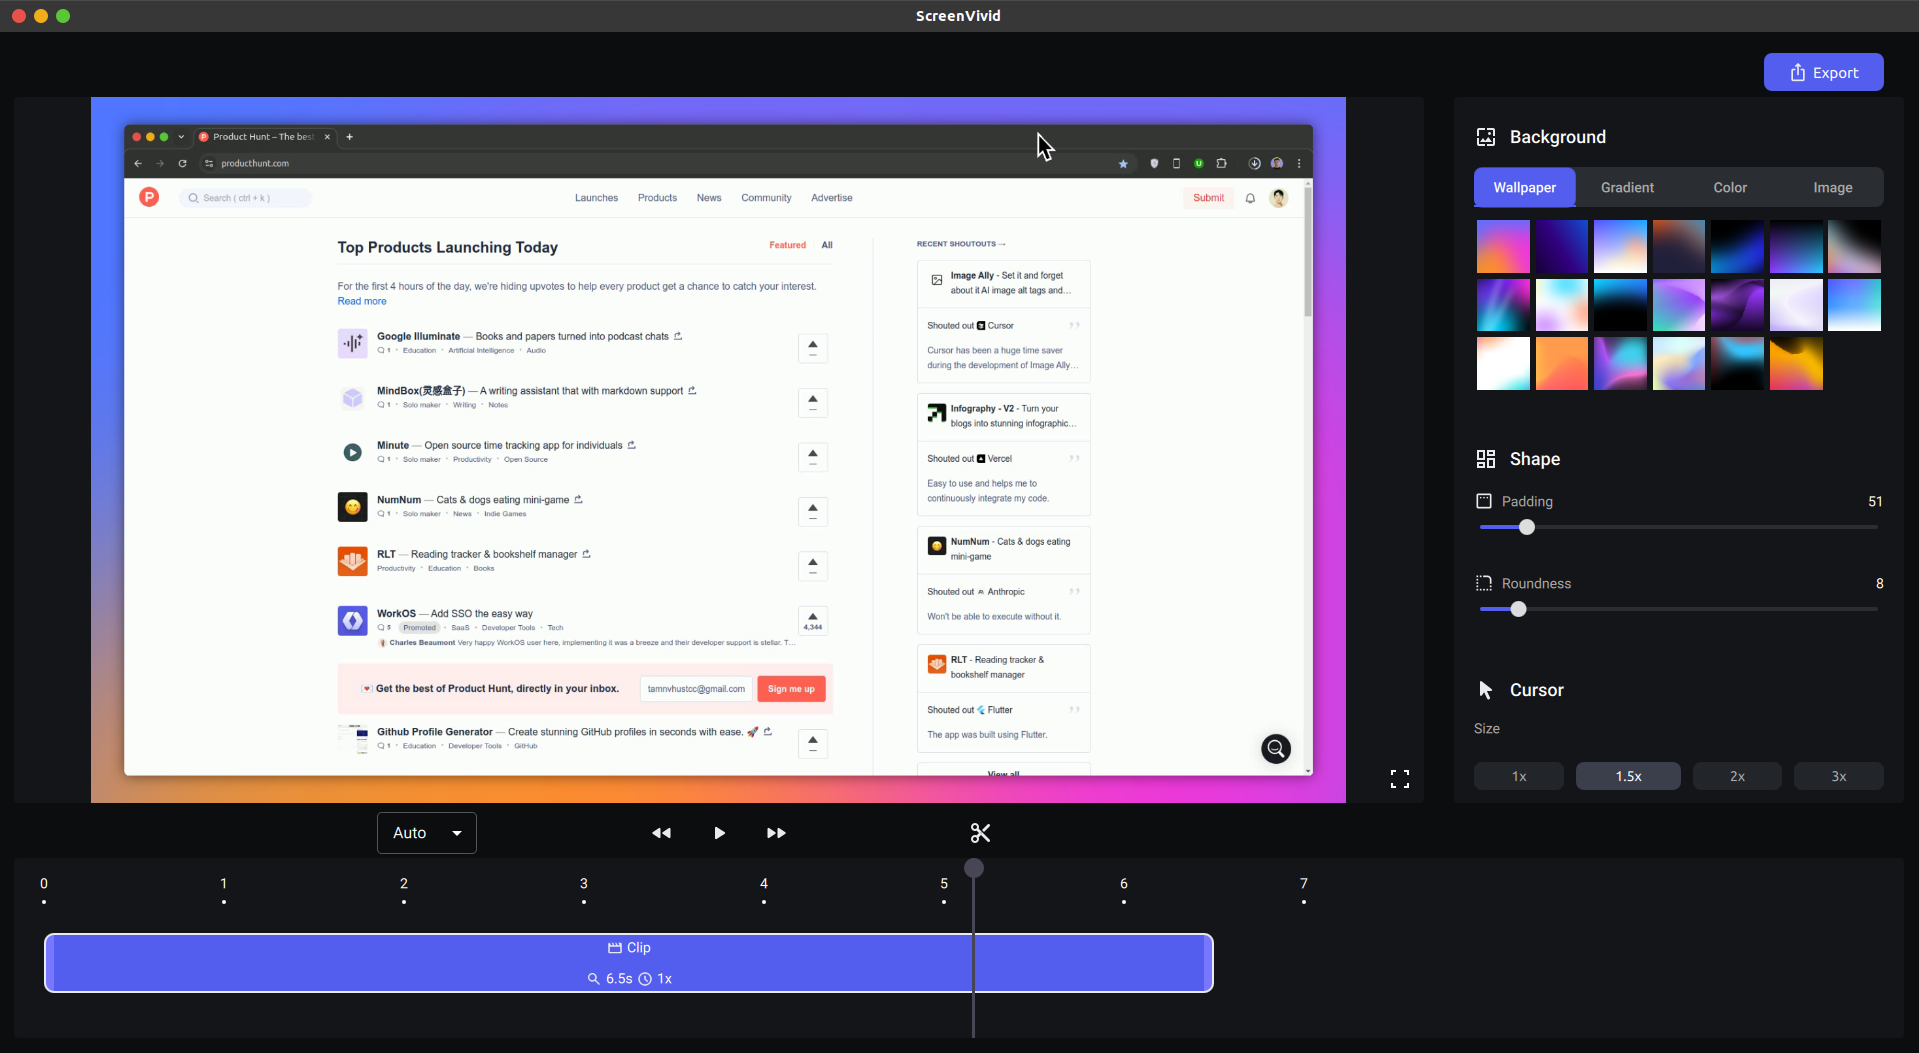 ScreenVivid
Export
Product Hunt – The bes
producthunt.com
Search ( ctrl + k )
Launches
Products
News
Community
Advertise
Submit
Top Products Launching Today
Featured
All
For the first 4 hours of the day, we're hiding upvotes to help every product get a chance to catch your interest.
Read more
Google Illuminate — Books and papers turned into podcast chats
1 • Education • Artificial Intelligence • Audio
MindBox(灵感盒子) — A writing assistant that with markdown support
1 • Solo maker • Writing • Notes
Minute — Open source time tracking app for individuals
1 • Solo maker • Productivity • Open Source
NumNum — Cats & dogs eating mini-game
1 • Solo maker • News • Indie Games
RLT — Reading tracker & bookshelf manager
Productivity • Education • Books
WorkOS — Add SSO the easy way
5 Promoted • SaaS • Developer Tools • Tech
4,344
Charles Beaumont Very happy WorkOS user here, implementing it was a breeze and their developer support is stellar. T...
Get the best of Product Hunt, directly in your inbox.
tamnvhustcc@gmail.com
Sign me up
Github Profile Generator — Create stunning GitHub profiles in seconds with ease. 🚀
1 • Education • Developer Tools • GitHub
RECENT SHOUTOUTS →
Image Ally - Set it and forget
about it AI image alt tags and...
Shouted out Cursor
Cursor has been a huge time saver
during the development of Image Ally...
Infography - V2 - Turn your
blogs into stunning infographic...
Shouted out Vercel
Easy to use and helps me to
continuously integrate my code.
NumNum - Cats & dogs eating
mini-game
Shouted out Anthropic
Won't be able to execute without it.
RLT - Reading tracker &
bookshelf manager
Shouted out Flutter
The app was built using Flutter.
View all
Background
Wallpaper
Gradient
Color
Image
Shape
Padding
51
Roundness
8
Cursor
Size
1x
1.5x
2x
3x
Auto
0
1
2
3
4
5
6
7
Clip
6.5s 1x